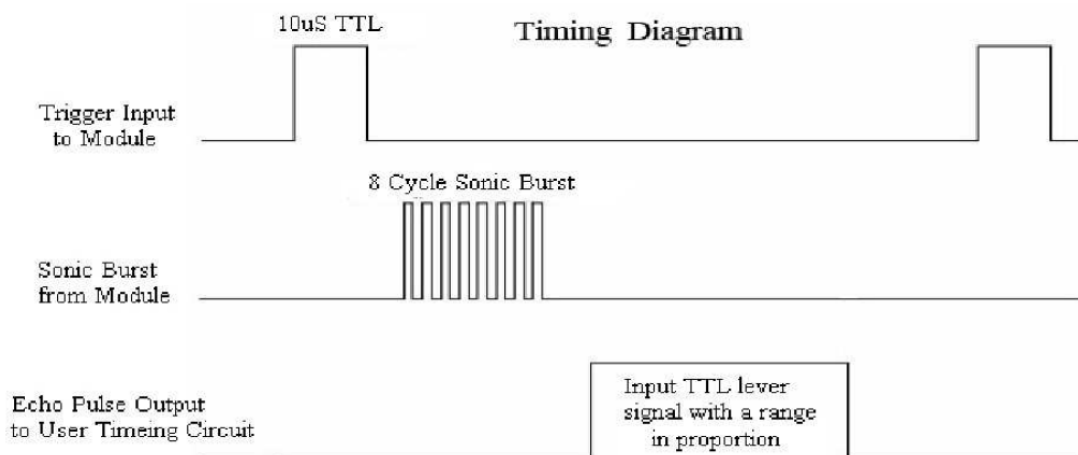 10uS TTL
Timing Diagram
Trigger Input
to Module
8 Cycle Sonic Burst
Sonic Burst
from Module
Echo Pulse Output
to User Timeing Circuit
Input TTL lever
signal with a range
in proportion